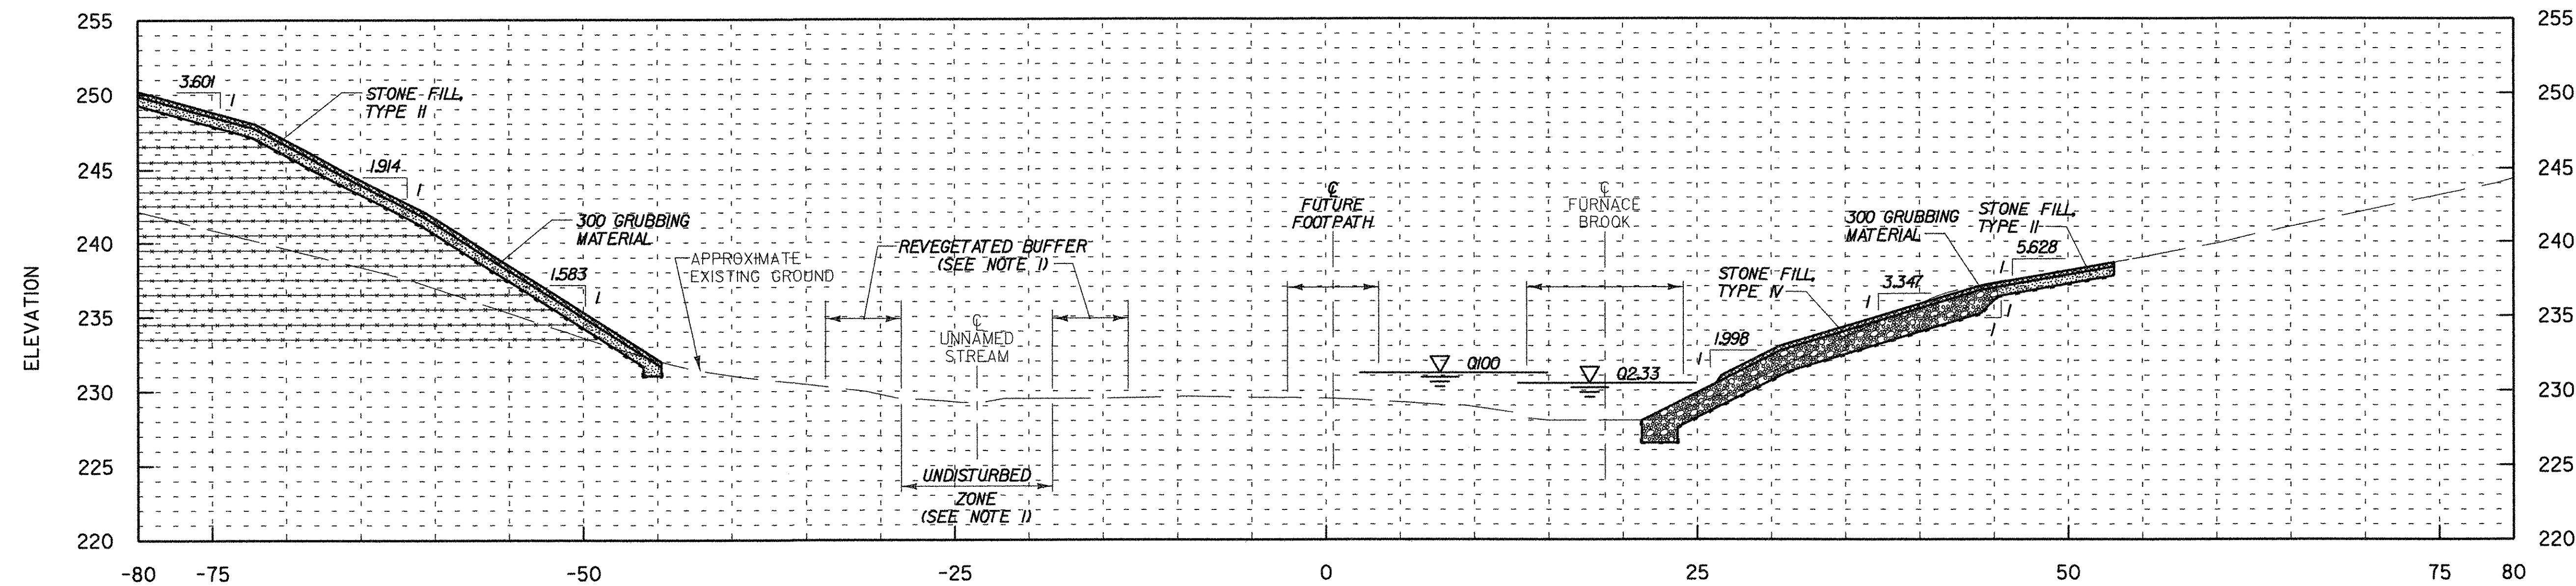 255
250
245
240
235
230
225
220
ELEVATION
255
250
245
240
235
230
225
220
-80
-75
-50
-25
0
25
50
75
80
3.601
1
STONE FILL,
TYPE II
1.914
1
300 GRUBBING
MATERIAL
1.583
1
APPROXIMATE
EXISTING GROUND
REVEGETATED BUFFER
(SEE NOTE 1)
℄
UNNAMED
STREAM
UNDISTURBED
ZONE
(SEE NOTE 1)
℄
FUTURE
FOOTPATH
Q100
℄
FURNACE
BROOK
Q2.33
STONE FILL,
TYPE IV
1.998
1
3.347
1
300 GRUBBING
MATERIAL
STONE FILL,
TYPE II
5.628
1
1
1